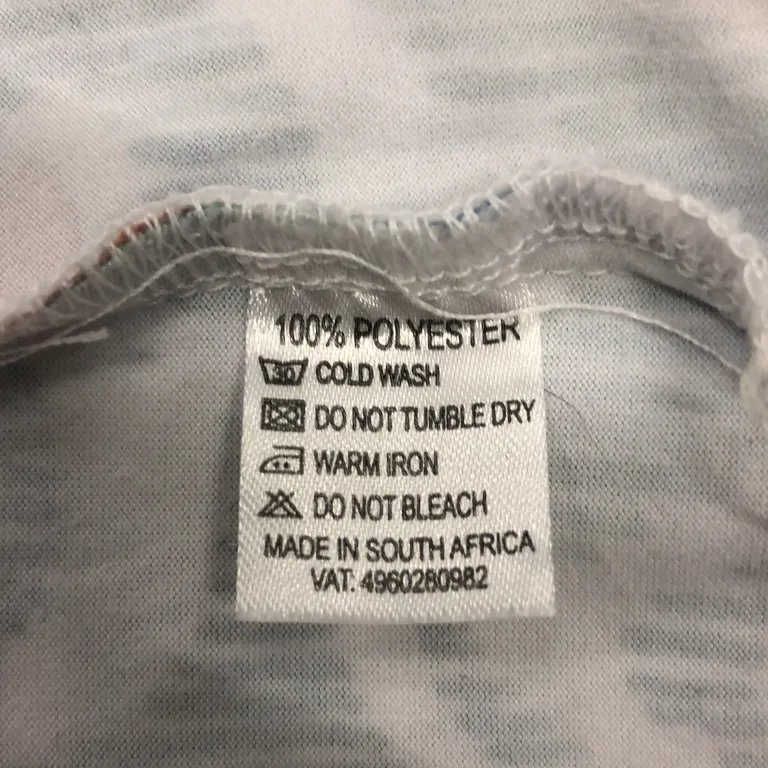 100% POLYESTER
30 COLD WASH
DO NOT TUMBLE DRY
WARM IRON
DO NOT BLEACH
MADE IN SOUTH AFRICA
VAT: 4960280982